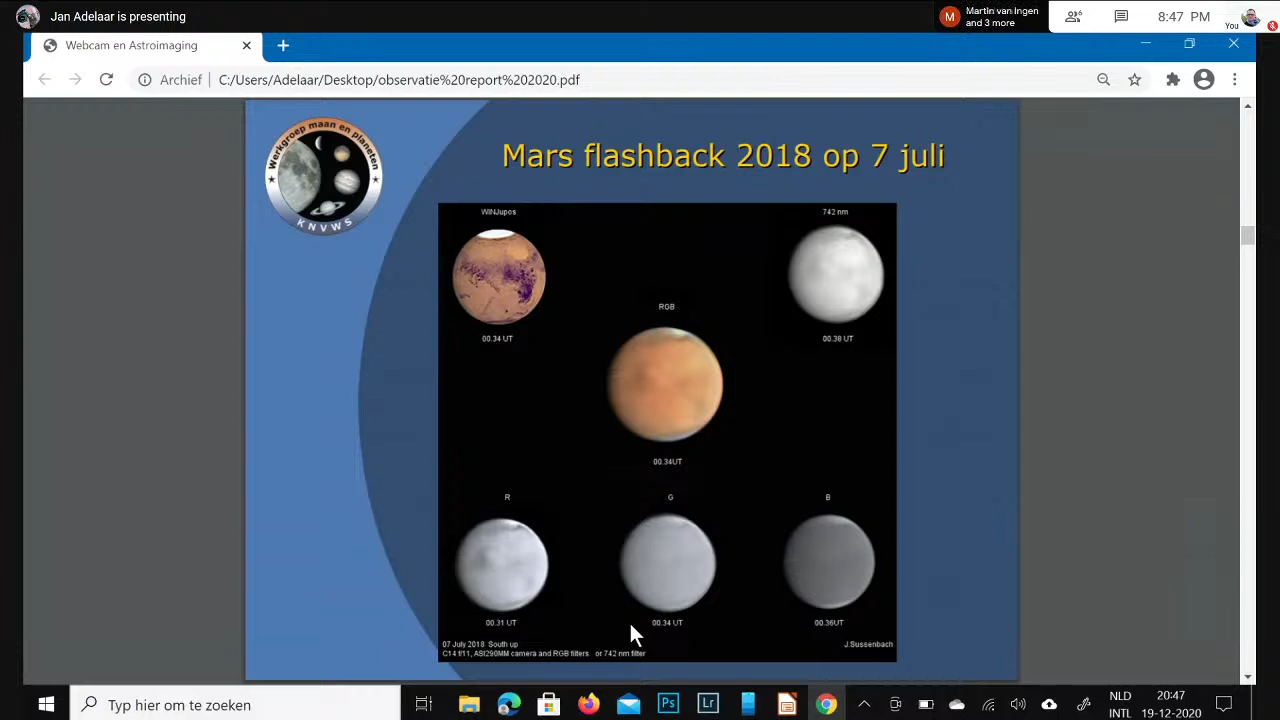 Jan Adelaar is presenting
M
Martin van Ingen
and 3 more
6
8:47 PM
You
Webcam en Astroimaging
Archief
C:/Users/Adelaar/Desktop/observatie%20report%202020.pdf
Werkgroep maan en planeten
KNVWS
Mars flashback 2018 op 7 juli
WINJupos
742 nm
RGB
00.34 UT
00.38 UT
00.34UT
R
G
B
00.31 UT
00.34 UT
00.36UT
07 July 2018 South up
J.Sussenbach
C14 f/11, ASI290MM camera and RGB filters or 742 nm filter
Typ hier om te zoeken
Ps
Lr
NLD
INTL
20:47
19-12-2020